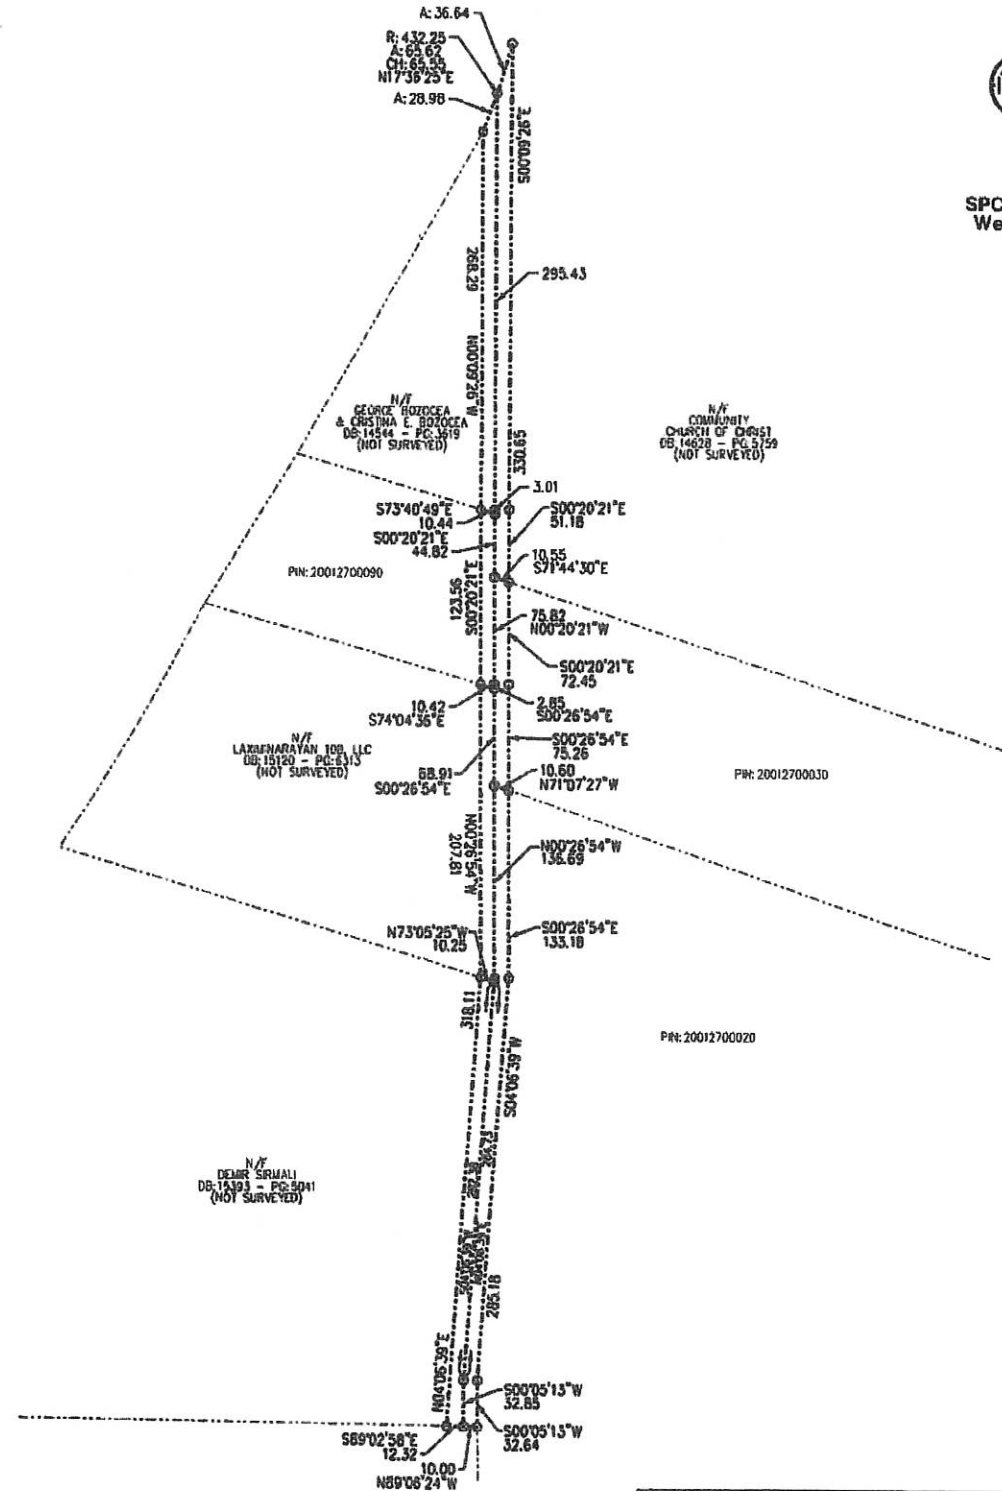 A: 36.64
R: 432.25
A: 65.62
CH: 65.55
N17°36'25"E
A: 28.98
S00°09'26"E
SPC
We
268.29
295.43
N00°09'26"W
N/F
GEORGE BOZOCEA
& CRISTINA E. BOZOCEA
DB: 14544 - PG: 3619
(NOT SURVEYED)
N/F
COMMUNITY
CHURCH OF CHRIST
DB, 14628 - PG, 5759
(NOT SURVEYED)
330.65
3.01
S73°40'49"E
10.44
S00°20'21"E
51.18
S00°20'21"E
44.82
10.55
S71°44'30"E
PIN: 20012700090
123.56
S00°20'21"E
75.82
N00°20'21"W
S00°20'21"E
72.45
10.42
S74°04'36"E
2.85
S00°26'54"E
N/F
100, LLC
DB: 15120 - PG: 6313
(NOT SURVEYED)
S00°26'54"E
75.26
68.91
S00°26'54"E
10.60
N71°07'27"W
PIN: 20012700030
N00°26'54"W
207.81
N00°26'54"W
136.69
N73°05'25"W
10.25
S00°26'54"E
133.18
318.11
S04°06'39"W
PIN: 20012700020
N/F
DEMIR SIRMALI
DB: 15393 - PG: 5041
(NOT SURVEYED)
285.18
N04°06'39"E
S00°05'13"W
32.85
S89°02'58"E
12.32
S00°05'13"W
32.64
10.00
N89°06'24"W